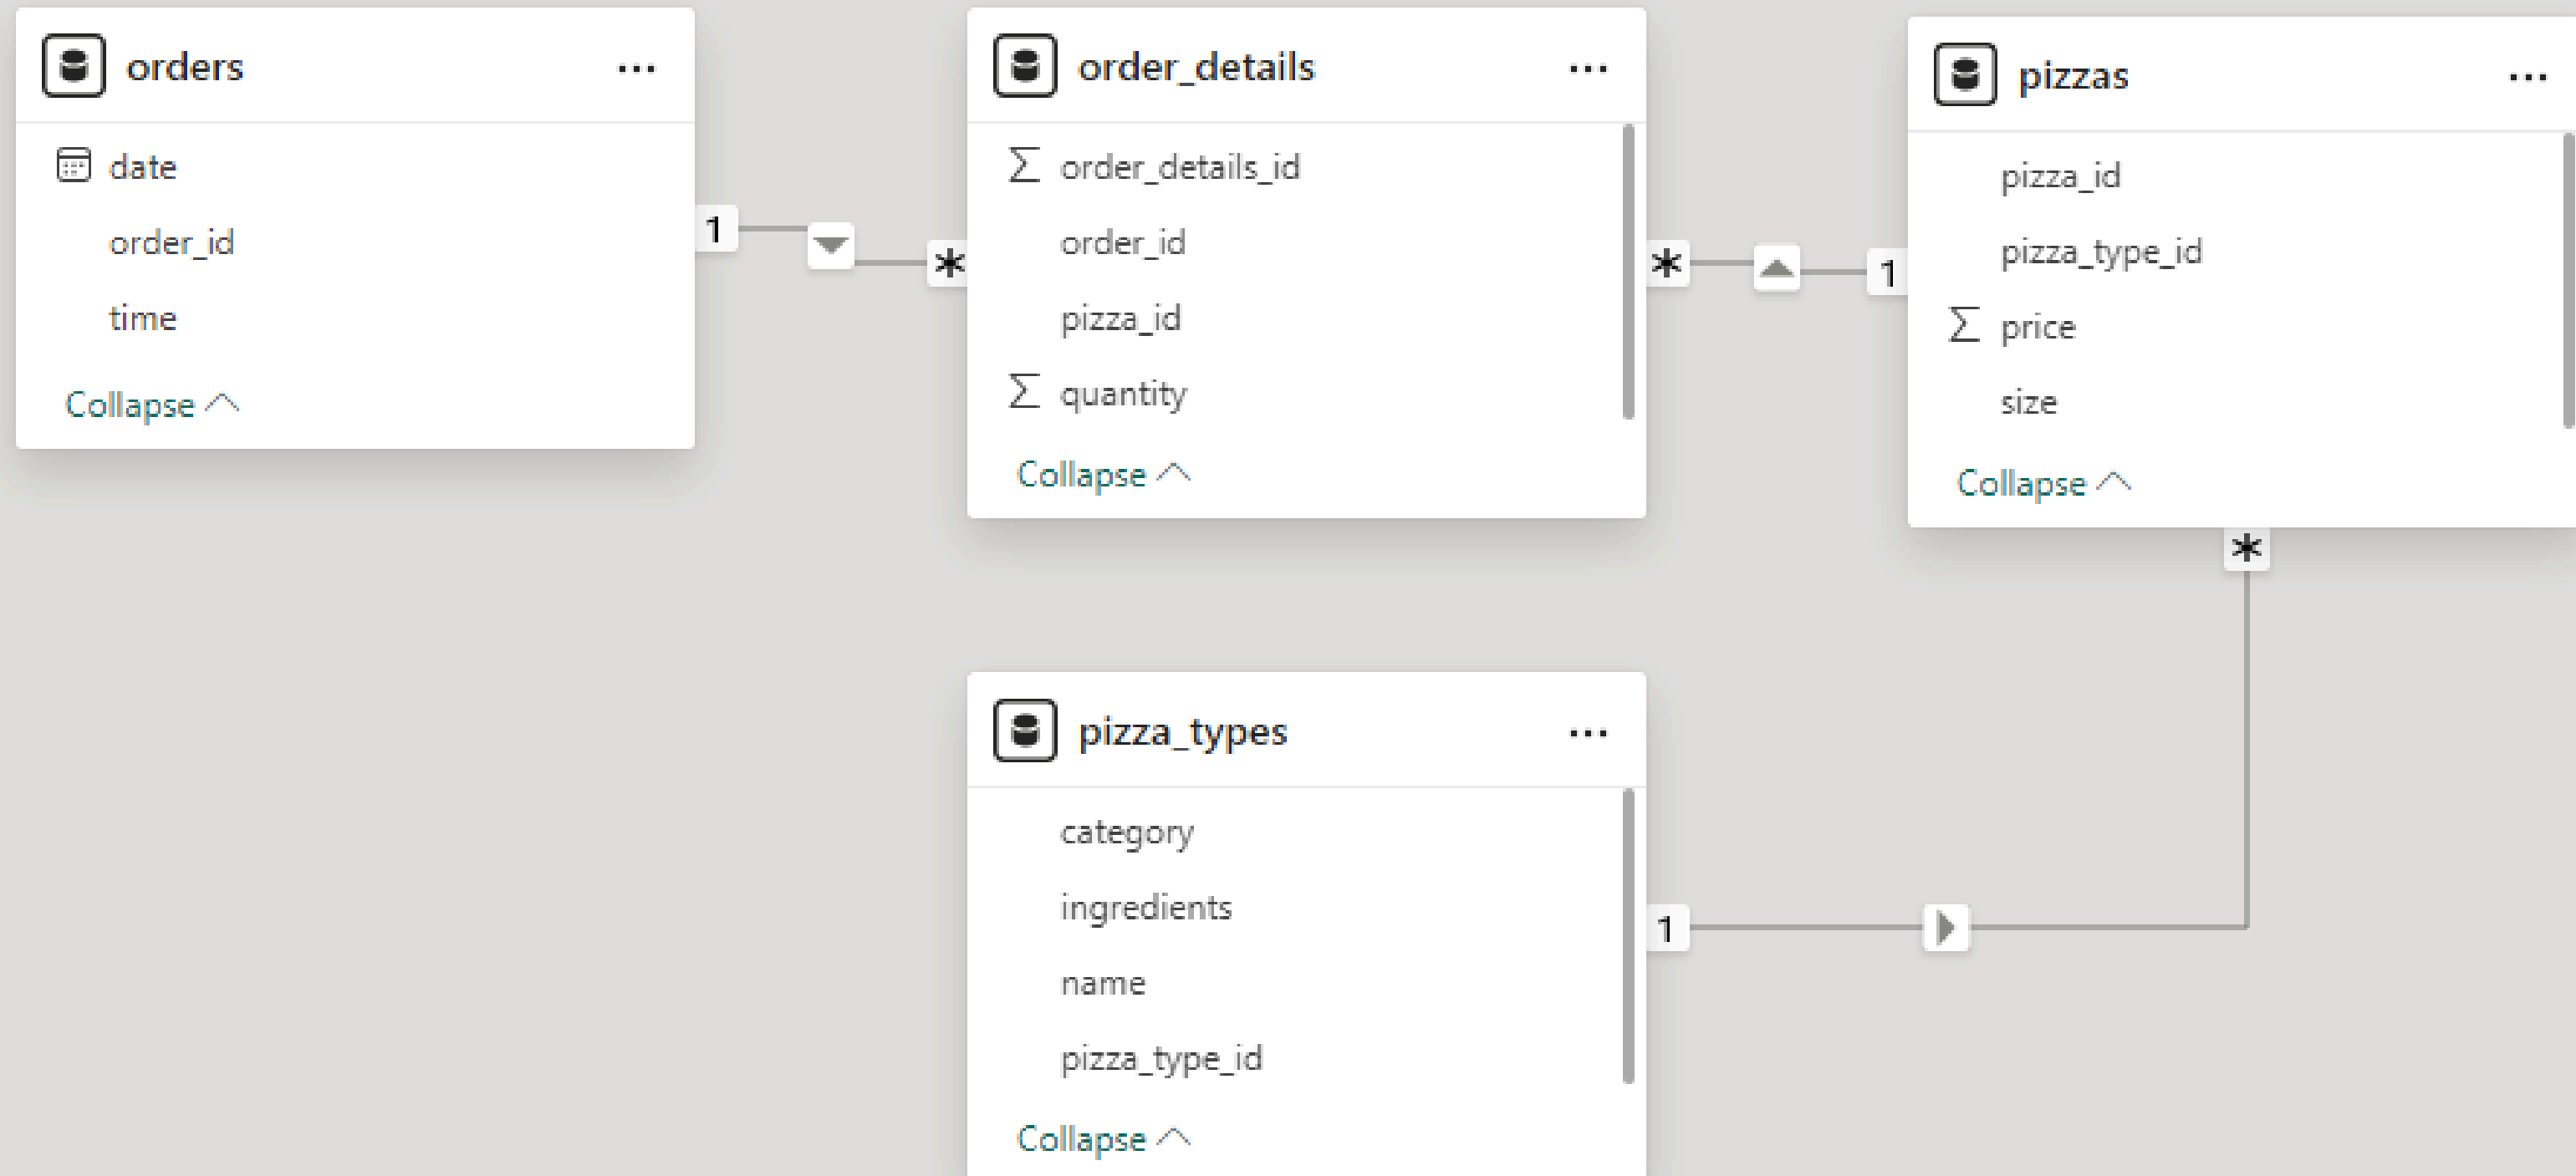 orders
date
order_id
time
Collapse
1
*
order_details
order_details_id
order_id
pizza_id
quantity
Collapse
*
1
pizzas
pizza_id
pizza_type_id
price
size
Collapse
*
pizza_types
category
ingredients
name
pizza_type_id
Collapse
1